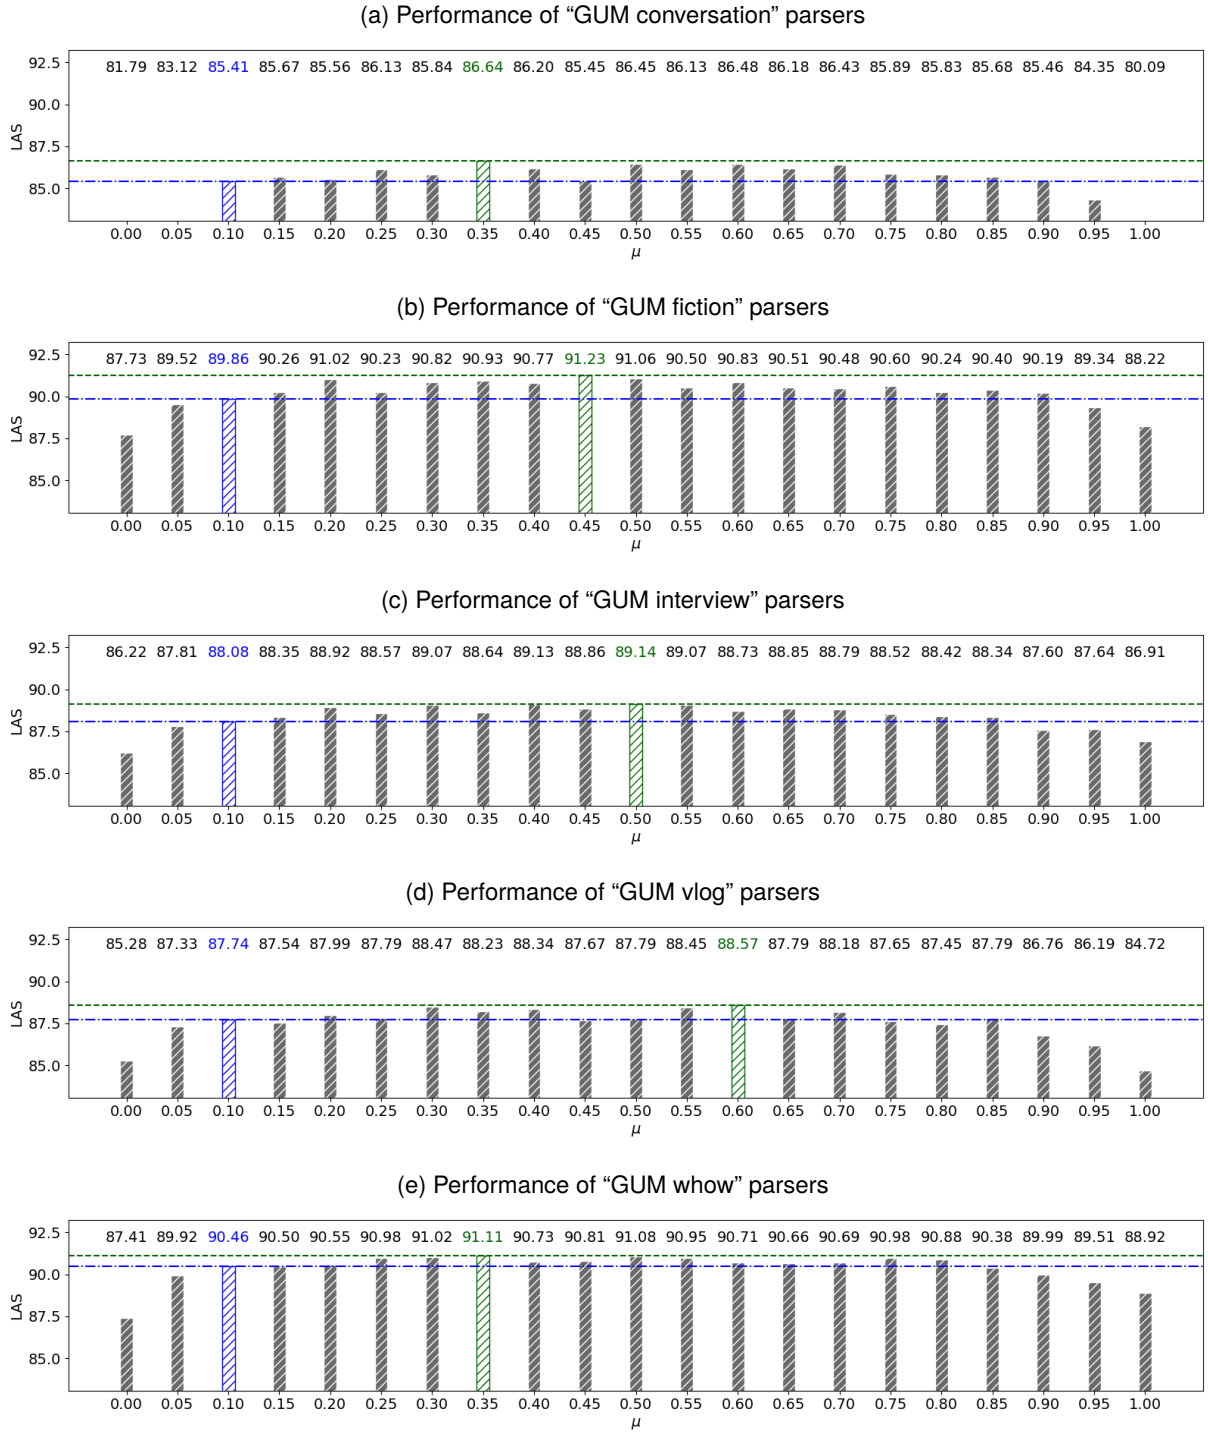 (a) Performance of “GUM conversation” parsers
81.79 83.12 85.41 85.67 85.56 86.13 85.84 86.64 86.20 85.45 86.45 86.13 86.48 86.18 86.43 85.89 85.83 85.68 85.46 84.35 80.09
92.5
90.0
87.5
85.0
LAS
0.00 0.05 0.10 0.15 0.20 0.25 0.30 0.35 0.40 0.45 0.50 0.55 0.60 0.65 0.70 0.75 0.80 0.85 0.90 0.95 1.00
μ
(b) Performance of “GUM fiction” parsers
87.73 89.52 89.86 90.26 91.02 90.23 90.82 90.93 90.77 91.23 91.06 90.50 90.83 90.51 90.48 90.60 90.24 90.40 90.19 89.34 88.22
92.5
90.0
87.5
85.0
LAS
0.00 0.05 0.10 0.15 0.20 0.25 0.30 0.35 0.40 0.45 0.50 0.55 0.60 0.65 0.70 0.75 0.80 0.85 0.90 0.95 1.00
μ
(c) Performance of “GUM interview” parsers
86.22 87.81 88.08 88.35 88.92 88.57 89.07 88.64 89.13 88.86 89.14 89.07 88.73 88.85 88.79 88.52 88.42 88.34 87.60 87.64 86.91
92.5
90.0
87.5
85.0
LAS
0.00 0.05 0.10 0.15 0.20 0.25 0.30 0.35 0.40 0.45 0.50 0.55 0.60 0.65 0.70 0.75 0.80 0.85 0.90 0.95 1.00
μ
(d) Performance of “GUM vlog” parsers
85.28 87.33 87.74 87.54 87.99 87.79 88.47 88.23 88.34 87.67 87.79 88.45 88.57 87.79 88.18 87.65 87.45 87.79 86.76 86.19 84.72
92.5
90.0
87.5
85.0
LAS
0.00 0.05 0.10 0.15 0.20 0.25 0.30 0.35 0.40 0.45 0.50 0.55 0.60 0.65 0.70 0.75 0.80 0.85 0.90 0.95 1.00
μ
(e) Performance of “GUM whow” parsers
87.41 89.92 90.46 90.50 90.55 90.98 91.02 91.11 90.73 90.81 91.08 90.95 90.71 90.66 90.69 90.98 90.88 90.38 89.99 89.51 88.92
92.5
90.0
87.5
85.0
LAS
0.00 0.05 0.10 0.15 0.20 0.25 0.30 0.35 0.40 0.45 0.50 0.55 0.60 0.65 0.70 0.75 0.80 0.85 0.90 0.95 1.00
μ